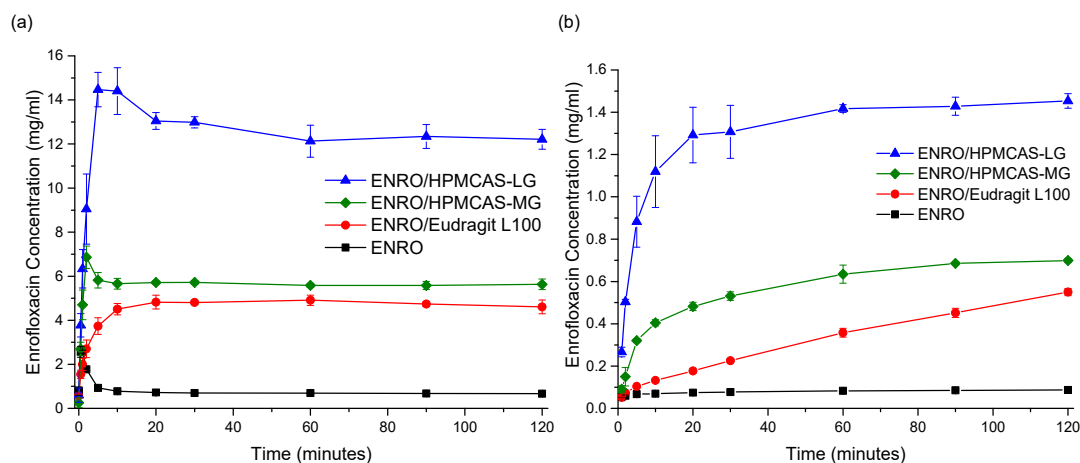 (a)
Enrofloxacin Concentration (mg/ml)
16
14
12
10
8
6
4
2
0
ENRO/HPMCAS-LG
ENRO/HPMCAS-MG
ENRO/Eudragit L100
ENRO
0 20 40 60 80 100 120
Time (minutes)
(b)
Enrofloxacin Concentration (mg/ml)
1.6
1.4
1.2
1.0
0.8
0.6
0.4
0.2
0.0
ENRO/HPMCAS-LG
ENRO/HPMCAS-MG
ENRO/Eudragit L100
ENRO
0 20 40 60 80 100 120
Time (minutes)